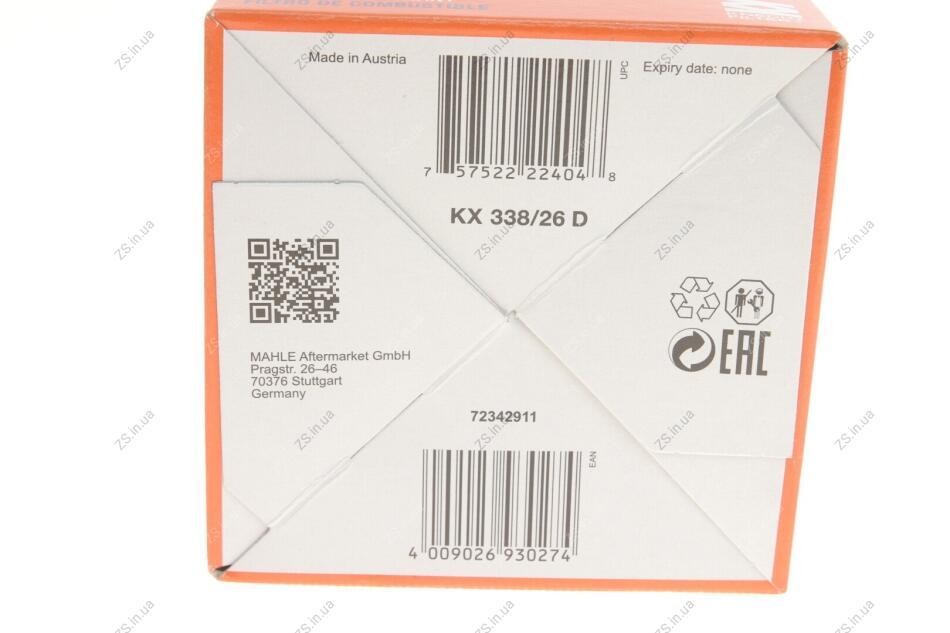 FILTRO DE COMBUSTIBLE
Made in Austria
UPC
Expiry date: none
7 57522 22404 8
KX 338/26 D
MAHLE Aftermarket GmbH
Pragstr. 26–46
70376 Stuttgart
Germany
EAC
72342911
EAN
4 009026 930274
ZS.in.ua